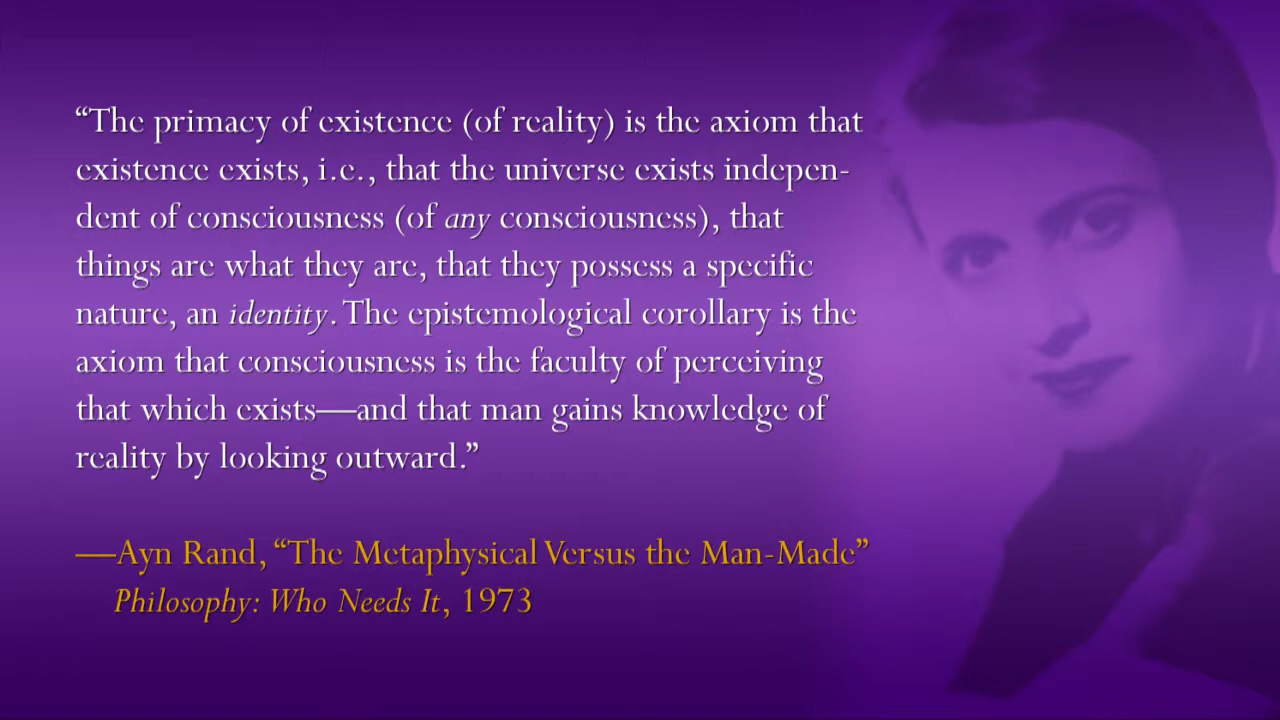 “The primacy of existence (of reality) is the axiom that
existence exists, i.e., that the universe exists indepen-
dent of consciousness (of any consciousness), that
things are what they are, that they possess a specific
nature, an identity. The epistemological corollary is the
axiom that consciousness is the faculty of perceiving
that which exists—and that man gains knowledge of
reality by looking outward.”
—Ayn Rand, “The Metaphysical Versus the Man-Made”
Philosophy: Who Needs It, 1973